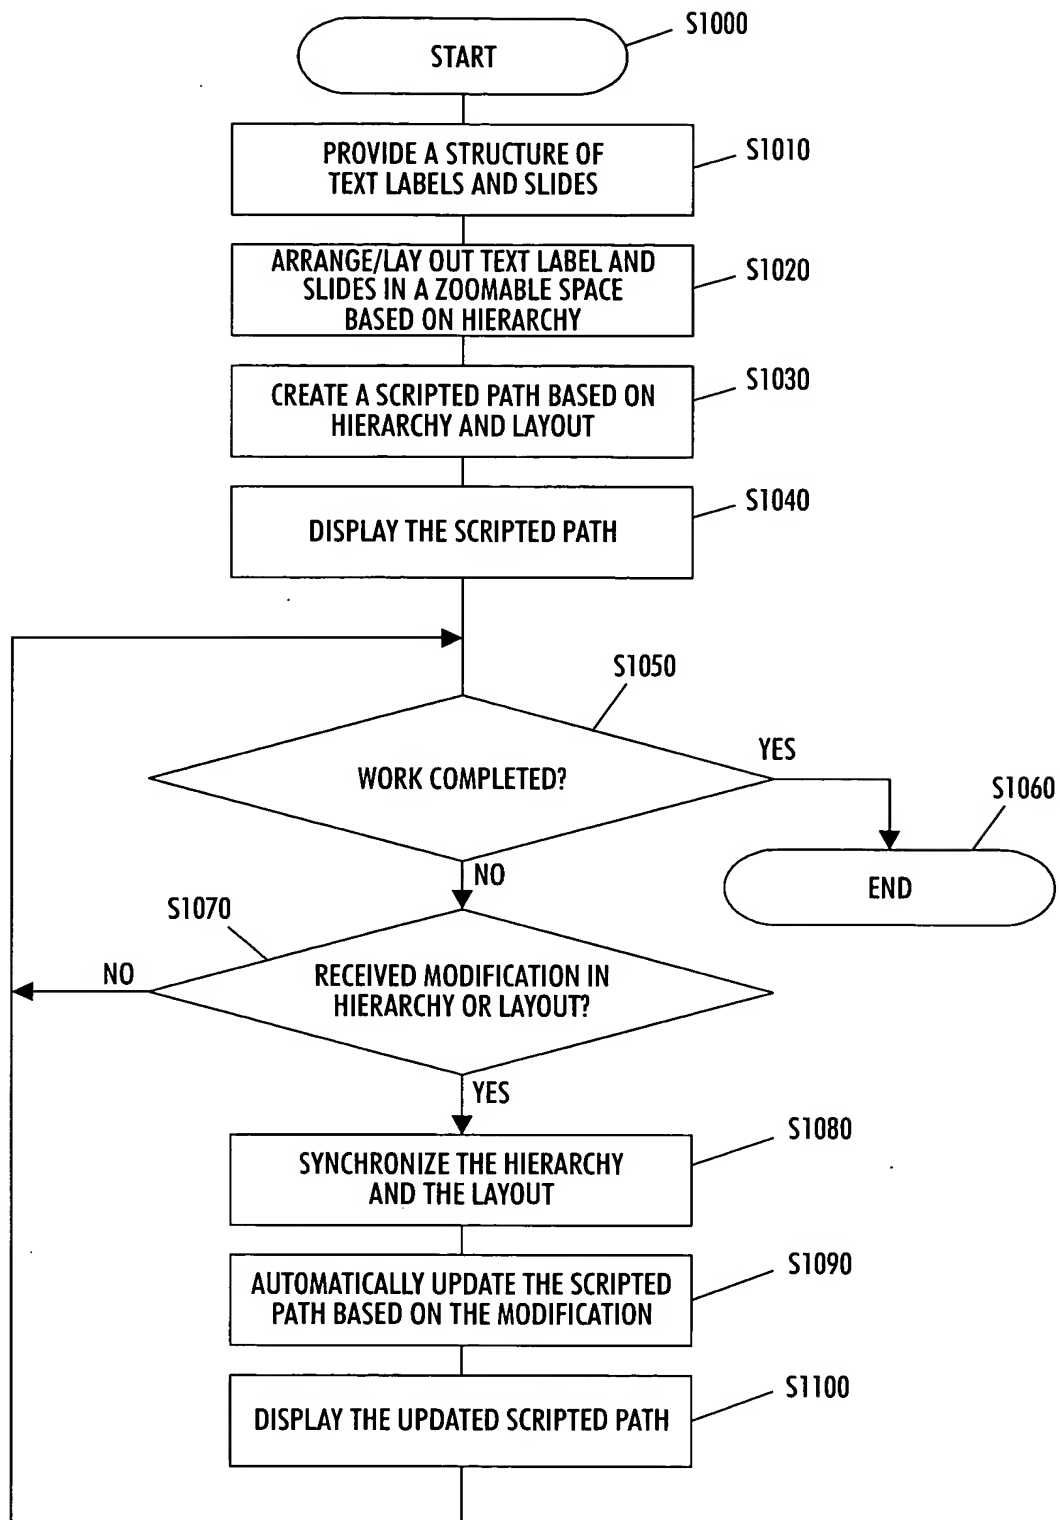 START
S1000
PROVIDE A STRUCTURE OF
TEXT LABELS AND SLIDES
S1010
ARRANGE/LAY OUT TEXT LABEL AND
SLIDES IN A ZOOMABLE SPACE
BASED ON HIERARCHY
S1020
CREATE A SCRIPTED PATH BASED ON
HIERARCHY AND LAYOUT
S1030
DISPLAY THE SCRIPTED PATH
S1040
S1050
WORK COMPLETED?
YES
S1060
END
NO
S1070
RECEIVED MODIFICATION IN
HIERARCHY OR LAYOUT?
NO
YES
SYNCHRONIZE THE HIERARCHY
AND THE LAYOUT
S1080
AUTOMATICALLY UPDATE THE SCRIPTED
PATH BASED ON THE MODIFICATION
S1090
DISPLAY THE UPDATED SCRIPTED PATH
S1100